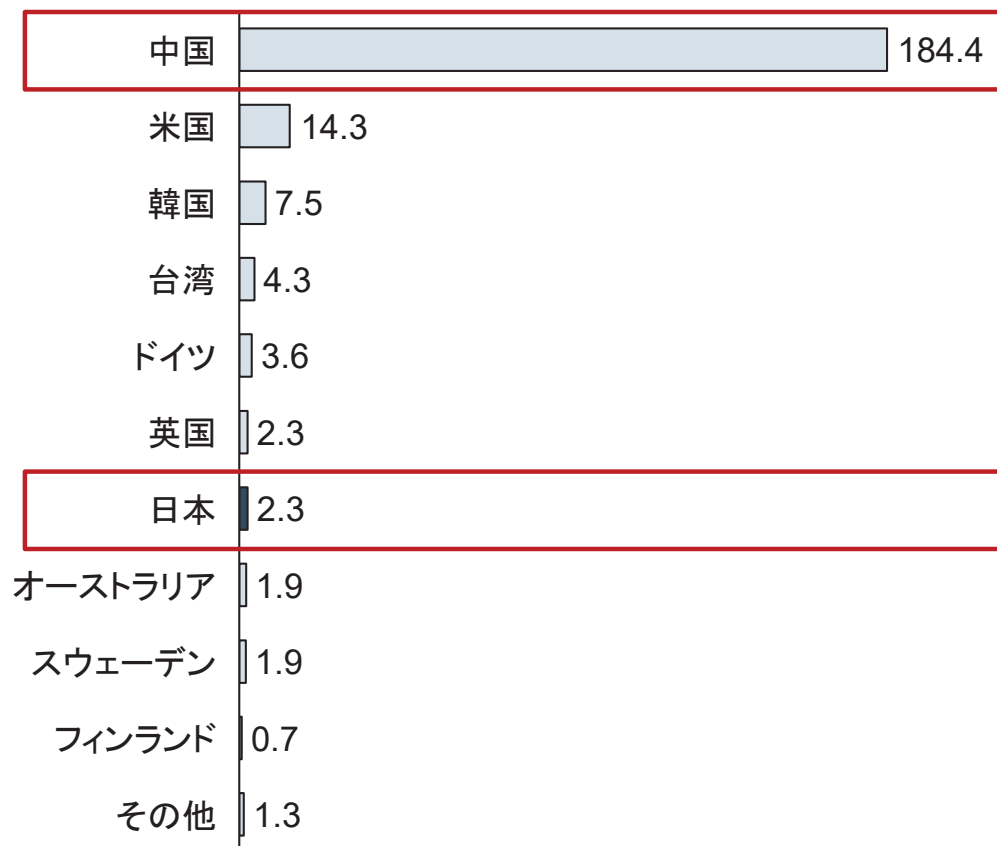 中国 184.4
米国 14.3
韓国 7.5
台湾 4.3
ドイツ 3.6
英国 2.3
日本 2.3
オーストラリア 1.9
スウェーデン 1.9
フィンランド 0.7
その他 1.3